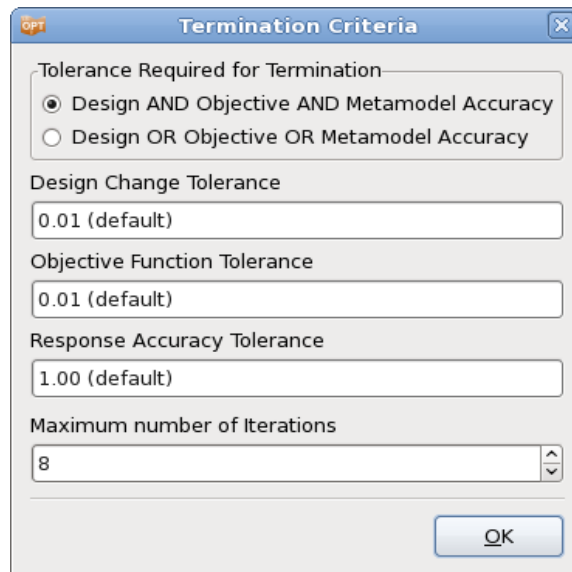 OPT
Termination Criteria
Tolerance Required for Termination
Design AND Objective AND Metamodel Accuracy
Design OR Objective OR Metamodel Accuracy
Design Change Tolerance
0.01 (default)
Objective Function Tolerance
0.01 (default)
Response Accuracy Tolerance
1.00 (default)
Maximum number of Iterations
8
OK